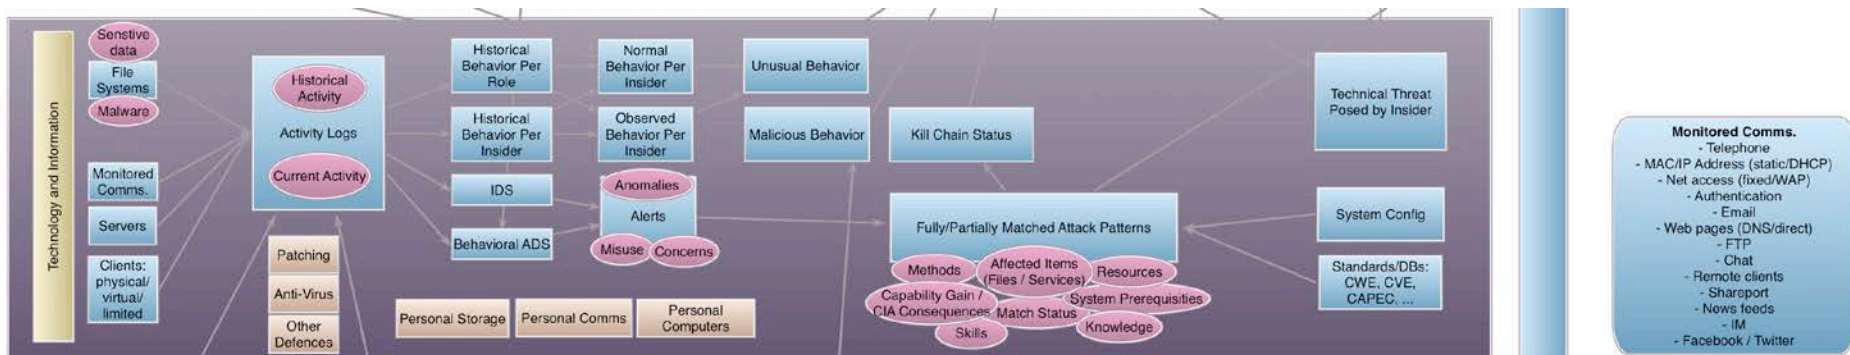 Technology and Information
Senstive
data
File
Systems
Malware
Monitored
Comms.
Servers
Clients:
physical/
virtual/
limited
Historical
Activity
Activity Logs
Current Activity
Patching
Anti-Virus
Other
Defences
Historical
Behavior Per
Role
Historical
Behavior Per
Insider
IDS
Behavioral ADS
Normal
Behavior Per
Insider
Observed
Behavior Per
Insider
Anomalies
Alerts
Misuse
Concerns
Personal Storage
Personal Comms
Personal
Computers
Unusual Behavior
Malicious Behavior
Kill Chain Status
Fully/Partially Matched Attack Patterns
Methods
Affected Items
(Files / Services)
Resources
Capability Gain /
CIA Consequences
System Prerequisities
Match Status
Skills
Knowledge
Technical Threat
Posed by Insider
System Config
Standards/DBs:
CWE, CVE,
CAPEC, ...
Monitored Comms.
- Telephone
- MAC/IP Address (static/DHCP)
- Net access (fixed/WAP)
- Authentication
- Email
- Web pages (DNS/direct)
- FTP
- Chat
- Remote clients
- Shareport
- News feeds
- IM
- Facebook / Twitter